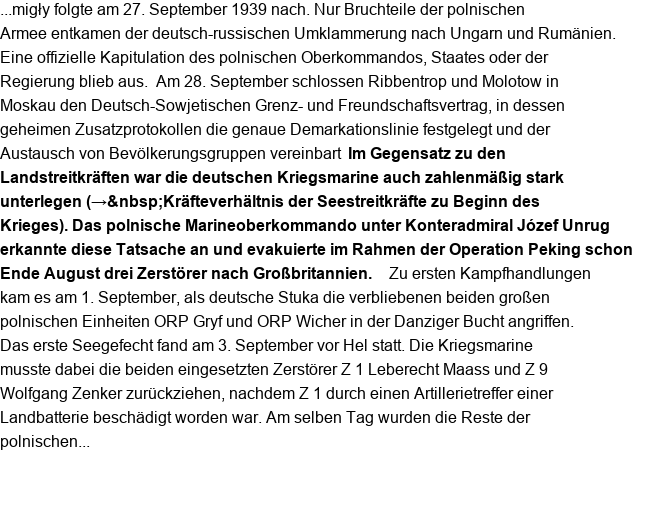 ...migły folgte am 27. September 1939 nach. Nur Bruchteile der polnischen
Armee entkamen der deutsch-russischen Umklammerung nach Ungarn und Rumänien.
Eine offizielle Kapitulation des polnischen Oberkommandos, Staates oder der
Regierung blieb aus.  Am 28. September schlossen Ribbentrop und Molotow in
Moskau den Deutsch-Sowjetischen Grenz- und Freundschaftsvertrag, in dessen
geheimen Zusatzprotokollen die genaue Demarkationslinie festgelegt und der
Austausch von Bevölkerungsgruppen vereinbart  Im Gegensatz zu den
Landstreitkräften war die deutschen Kriegsmarine auch zahlenmäßig stark
unterlegen (→&nbsp;Kräfteverhältnis der Seestreitkräfte zu Beginn des
Krieges). Das polnische Marineoberkommando unter Konteradmiral Józef Unrug
erkannte diese Tatsache an und evakuierte im Rahmen der Operation Peking schon
Ende August drei Zerstörer nach Großbritannien.    Zu ersten Kampfhandlungen
kam es am 1. September, als deutsche Stuka die verbliebenen beiden großen
polnischen Einheiten ORP Gryf und ORP Wicher in der Danziger Bucht angriffen.
Das erste Seegefecht fand am 3. September vor Hel statt. Die Kriegsmarine
musste dabei die beiden eingesetzten Zerstörer Z 1 Leberecht Maass und Z 9
Wolfgang Zenker zurückziehen, nachdem Z 1 durch einen Artillerietreffer einer
Landbatterie beschädigt worden war. Am selben Tag wurden die Reste der
polnischen...